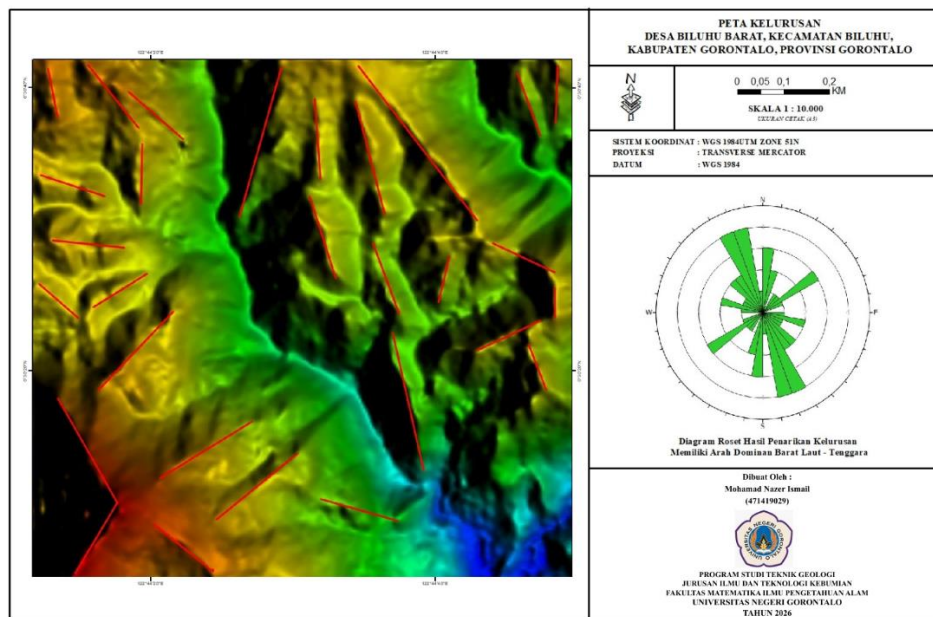 PETA KELURUSAN
DESA BILUHU BARAT, KECAMATAN BILUHU,
KABUPATEN GORONTALO, PROVINSI GORONTALO
N
0 0,05 0,1 0,2
KM
SKALA 1 : 10.000
UKURAN CETAK (A3)
SISTEM KOORDINAT : WGS 1984UTM ZONE 51N
PROYEKSI : TRANSVERSE MERCATOR
DATUM : WGS 1984
N
W
E
S
Diagram Roset Hasil Penarikan Kelurusan
Memiliki Arah Dominan Barat Laut - Tenggara
Dibuat Oleh :
Mohamad Nazer Ismail
(471419029)
UNIVERSITAS NEGERI GORONTALO
PROGRAM STUDI TEKNIK GEOLOGI
JURUSAN ILMU DAN TEKNOLOGI KEBUMIAN
FAKULTAS MATEMATIKA ILMU PENGETAHUAN ALAM
UNIVERSITAS NEGERI GORONTALO
TAHUN 2026